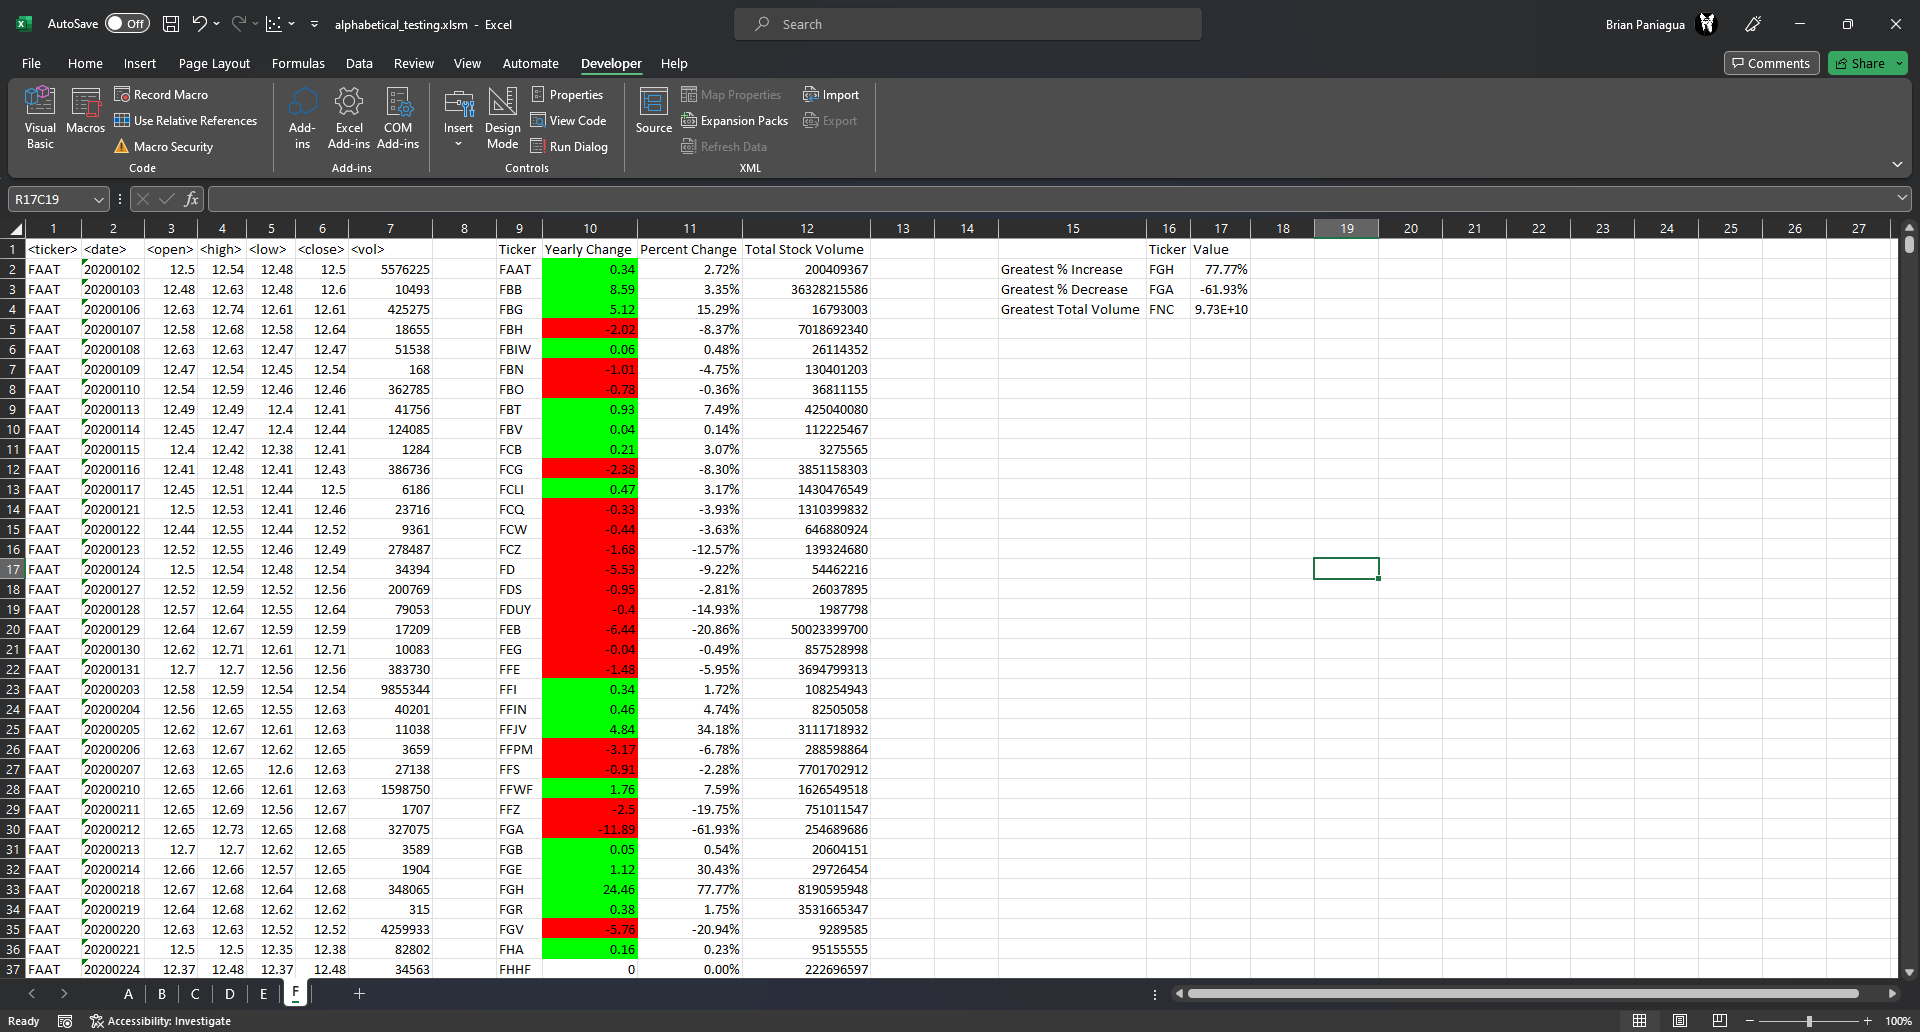 AutoSave Off alphabetical_testing.xlsm - Excel Search Brian Paniagua
File Home Insert Page Layout Formulas Data Review View Automate Developer Help Comments Share
Visual Basic Macros Record Macro Use Relative References Macro Security Code
Add-ins Excel Add-ins COM Add-ins Add-ins
Insert Design Mode Properties View Code Run Dialog Controls
Source Map Properties Expansion Packs Refresh Data Import Export XML
R17C19 fx
1 2 3 4 5 6 7 8 9 10 11 12 13 14 15 16 17 18 19 20 21 22 23 24 25 26 27
1 <ticker> <date> <open> <high> <low> <close> <vol> Ticker Yearly Change Percent Change Total Stock Volume Ticker Value
2 FAAT 20200102 12.5 12.54 12.48 12.5 5576225 FAAT 0.34 2.72% 200409367 Greatest % Increase FGH 77.77%
3 FAAT 20200103 12.48 12.63 12.48 12.6 10493 FBB 8.59 3.35% 36328215586 Greatest % Decrease FGA -61.93%
4 FAAT 20200106 12.63 12.74 12.61 12.61 425275 FBG 5.12 15.29% 16793003 Greatest Total Volume FNC 9.73E+10
5 FAAT 20200107 12.58 12.68 12.58 12.64 18655 FBH -2.02 -8.37% 7018692340
6 FAAT 20200108 12.63 12.63 12.47 12.47 51538 FBIW 0.06 0.48% 26114352
7 FAAT 20200109 12.47 12.54 12.45 12.54 168 FBN -1.01 -4.75% 130401203
8 FAAT 20200110 12.54 12.59 12.46 12.46 362785 FBO -0.78 -0.36% 36811155
9 FAAT 20200113 12.49 12.49 12.4 12.41 41756 FBT 0.93 7.49% 425040080
10 FAAT 20200114 12.45 12.47 12.4 12.44 124085 FBV 0.04 0.14% 112225467
11 FAAT 20200115 12.4 12.42 12.38 12.41 1284 FCB 0.21 3.07% 3275565
12 FAAT 20200116 12.41 12.48 12.41 12.43 386736 FCG -2.38 -8.30% 3851158303
13 FAAT 20200117 12.45 12.51 12.44 12.5 6186 FCLI 0.47 3.17% 1430476549
14 FAAT 20200121 12.5 12.53 12.41 12.46 23716 FCQ -0.33 -3.93% 1310399832
15 FAAT 20200122 12.44 12.55 12.44 12.52 9361 FCW -0.44 -3.63% 646880924
16 FAAT 20200123 12.52 12.55 12.46 12.49 278487 FCZ -1.68 -12.57% 139324680
17 FAAT 20200124 12.5 12.54 12.48 12.54 34394 FD -5.53 -9.22% 54462216
18 FAAT 20200127 12.52 12.59 12.52 12.56 200769 FDS -0.95 -2.81% 26037895
19 FAAT 20200128 12.57 12.64 12.55 12.64 79053 FDUY -0.4 -14.93% 1987798
20 FAAT 20200129 12.64 12.67 12.59 12.59 17209 FEB -6.44 -20.86% 50023399700
21 FAAT 20200130 12.62 12.71 12.61 12.71 10083 FEG -0.04 -0.49% 857528998
22 FAAT 20200131 12.7 12.7 12.56 12.56 383730 FFE -1.48 -5.95% 3694799313
23 FAAT 20200203 12.58 12.59 12.54 12.54 9855344 FFI 0.34 1.72% 108254943
24 FAAT 20200204 12.56 12.65 12.55 12.63 40201 FFIN 0.46 4.74% 82505058
25 FAAT 20200205 12.62 12.67 12.61 12.63 11038 FFJV 4.84 34.18% 3111718932
26 FAAT 20200206 12.63 12.67 12.62 12.65 3659 FFPM -3.17 -6.78% 288598864
27 FAAT 20200207 12.63 12.65 12.6 12.63 27138 FFS -0.91 -2.28% 7701702912
28 FAAT 20200210 12.65 12.66 12.61 12.63 1598750 FFWF 1.76 7.59% 1626549518
29 FAAT 20200211 12.65 12.69 12.56 12.67 1707 FFZ -2.5 -19.75% 751011547
30 FAAT 20200212 12.65 12.73 12.65 12.68 327075 FGA -11.89 -61.93% 254689686
31 FAAT 20200213 12.7 12.7 12.62 12.65 3589 FGB 0.05 0.54% 20604151
32 FAAT 20200214 12.66 12.66 12.57 12.65 1904 FGE 1.12 30.43% 29726454
33 FAAT 20200218 12.67 12.68 12.64 12.68 348065 FGH 24.46 77.77% 8190595948
34 FAAT 20200219 12.64 12.68 12.62 12.62 315 FGR 0.38 1.75% 3531665347
35 FAAT 20200220 12.63 12.63 12.52 12.52 4259933 FGV -5.76 -20.94% 9289585
36 FAAT 20200221 12.5 12.5 12.35 12.38 82802 FHA 0.16 0.23% 95155555
37 FAAT 20200224 12.37 12.48 12.37 12.48 34563 FHHF 0 0.00% 222696597
A B C D E F
Ready Accessibility: Investigate 100%